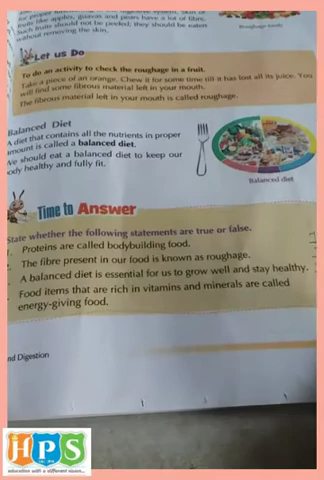 fruits like apples, guavas and pears have a lot of fibre.
Such fruits should not be peeled; they should be eaten
without removing the skin.
Let us Do
To do an activity to check the roughage in a fruit.
Take a piece of an orange. Chew it for some time till it has lost all its juice. You
will find some fibrous material left in your mouth.
The fibrous material left in your mouth is called roughage.
Balanced Diet
A diet that contains all the nutrients in proper
amount is called a balanced diet.
We should eat a balanced diet to keep our
body healthy and fully fit.
Balanced diet
Time to Answer
State whether the following statements are true or false.
1. Proteins are called bodybuilding food.
The fibre present in our food is known as roughage.
A balanced diet is essential for us to grow well and stay healthy.
Food items that are rich in vitamins and minerals are called
energy-giving food.
nd Digestion
HPS